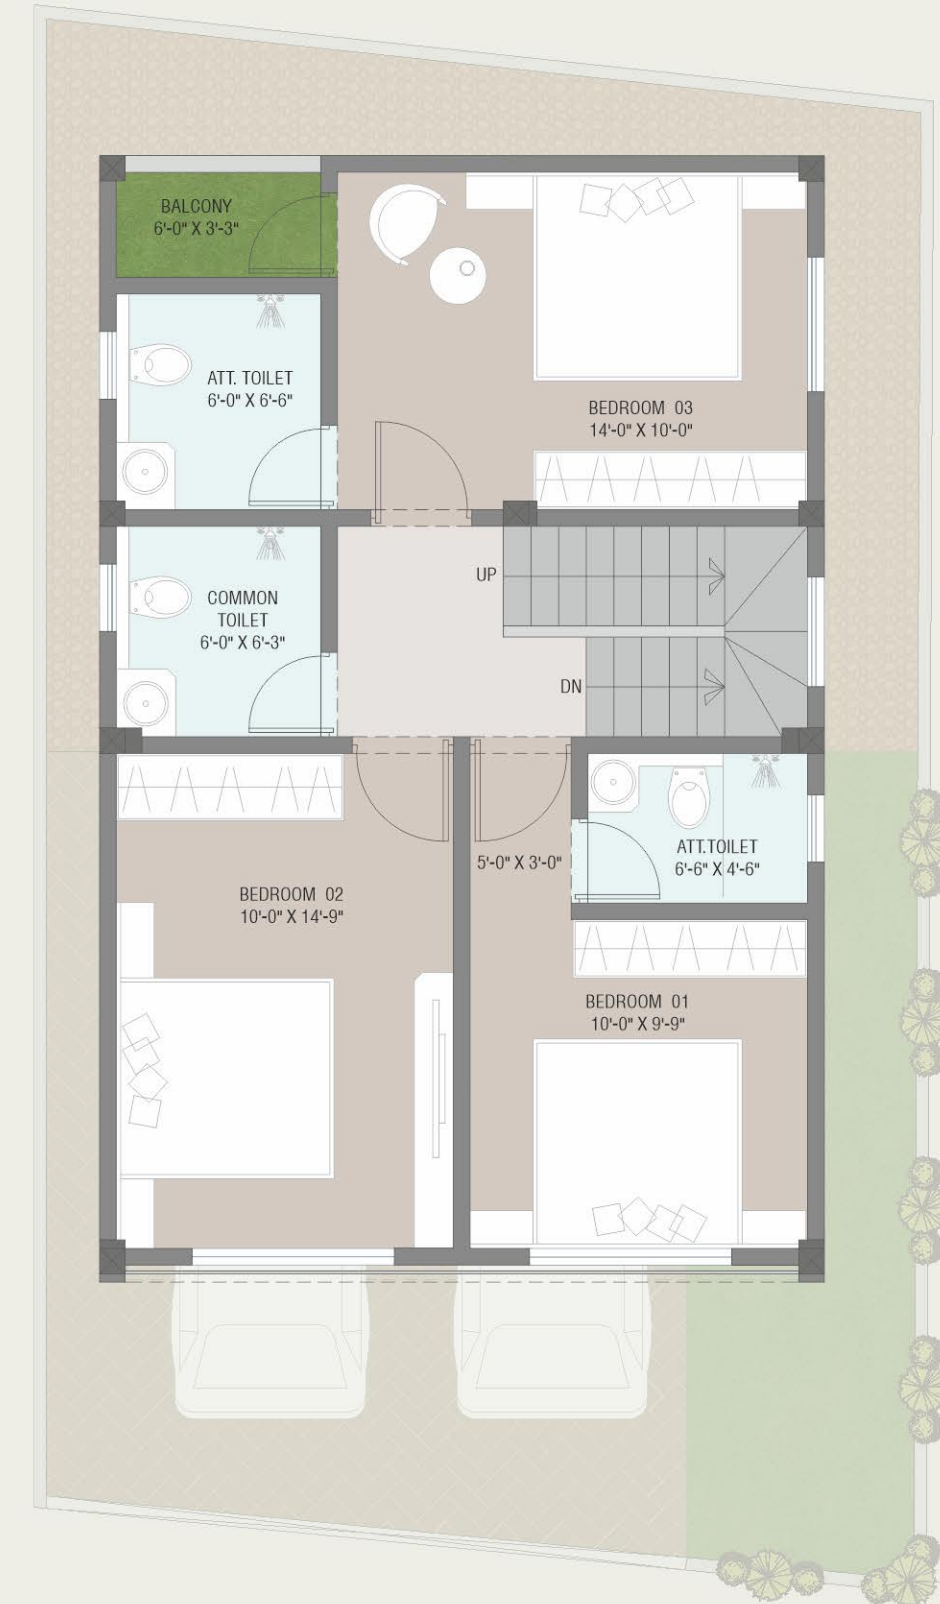 BALCONY
6'-0" X 3'-3"
ATT. TOILET
6'-0" X 6'-6"
BEDROOM 03
14'-0" X 10'-0"
UP
COMMON
TOILET
6'-0" X 6'-3"
DN
ATT.TOILET
6'-6" X 4'-6"
5'-0" X 3'-0"
BEDROOM 02
10'-0" X 14'-9"
BEDROOM 01
10'-0" X 9'-9"